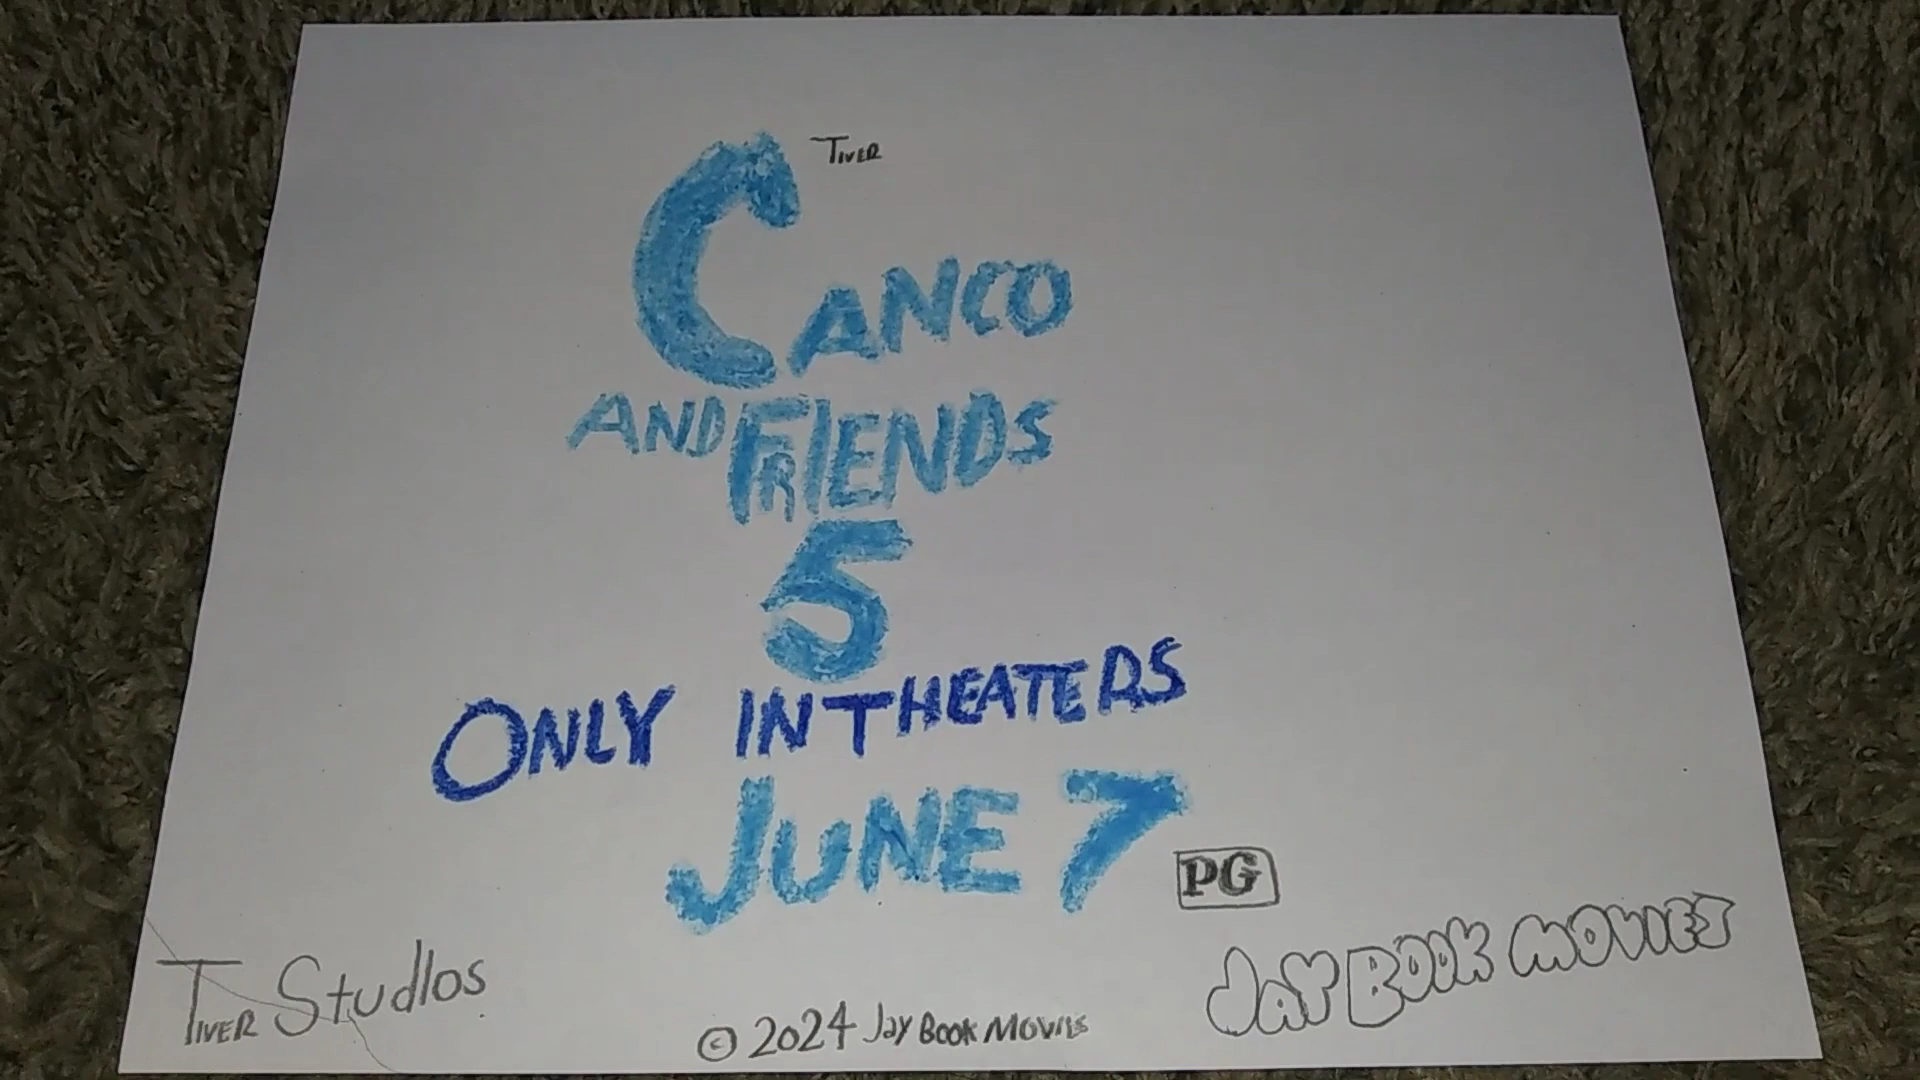 TIVER
CANCO
AND FRIENDS
5
ONLY IN THEATERS
JUNE 7
PG
JAY BOOK MOVIES
TIVER StudIos
© 2024 Jay BOOK MOVIES